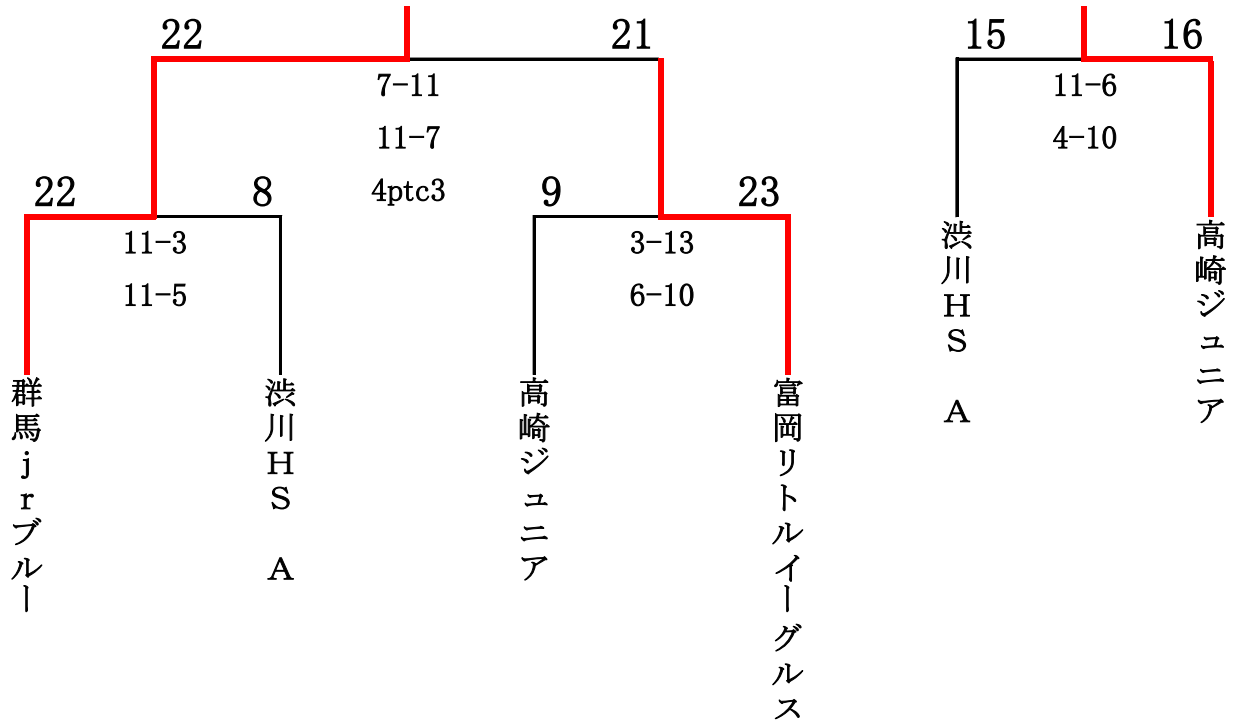 22 21
7-11
11-7
4ptc3
22 8
11-3
11-5
9 23
3-13
6-10
群馬ｊｒブルー
渋川ＨＳ　Ａ
高崎ジュニア
富岡リトルイーグルス
15 16
11-6
4-10
渋川ＨＳ　Ａ
高崎ジュニア